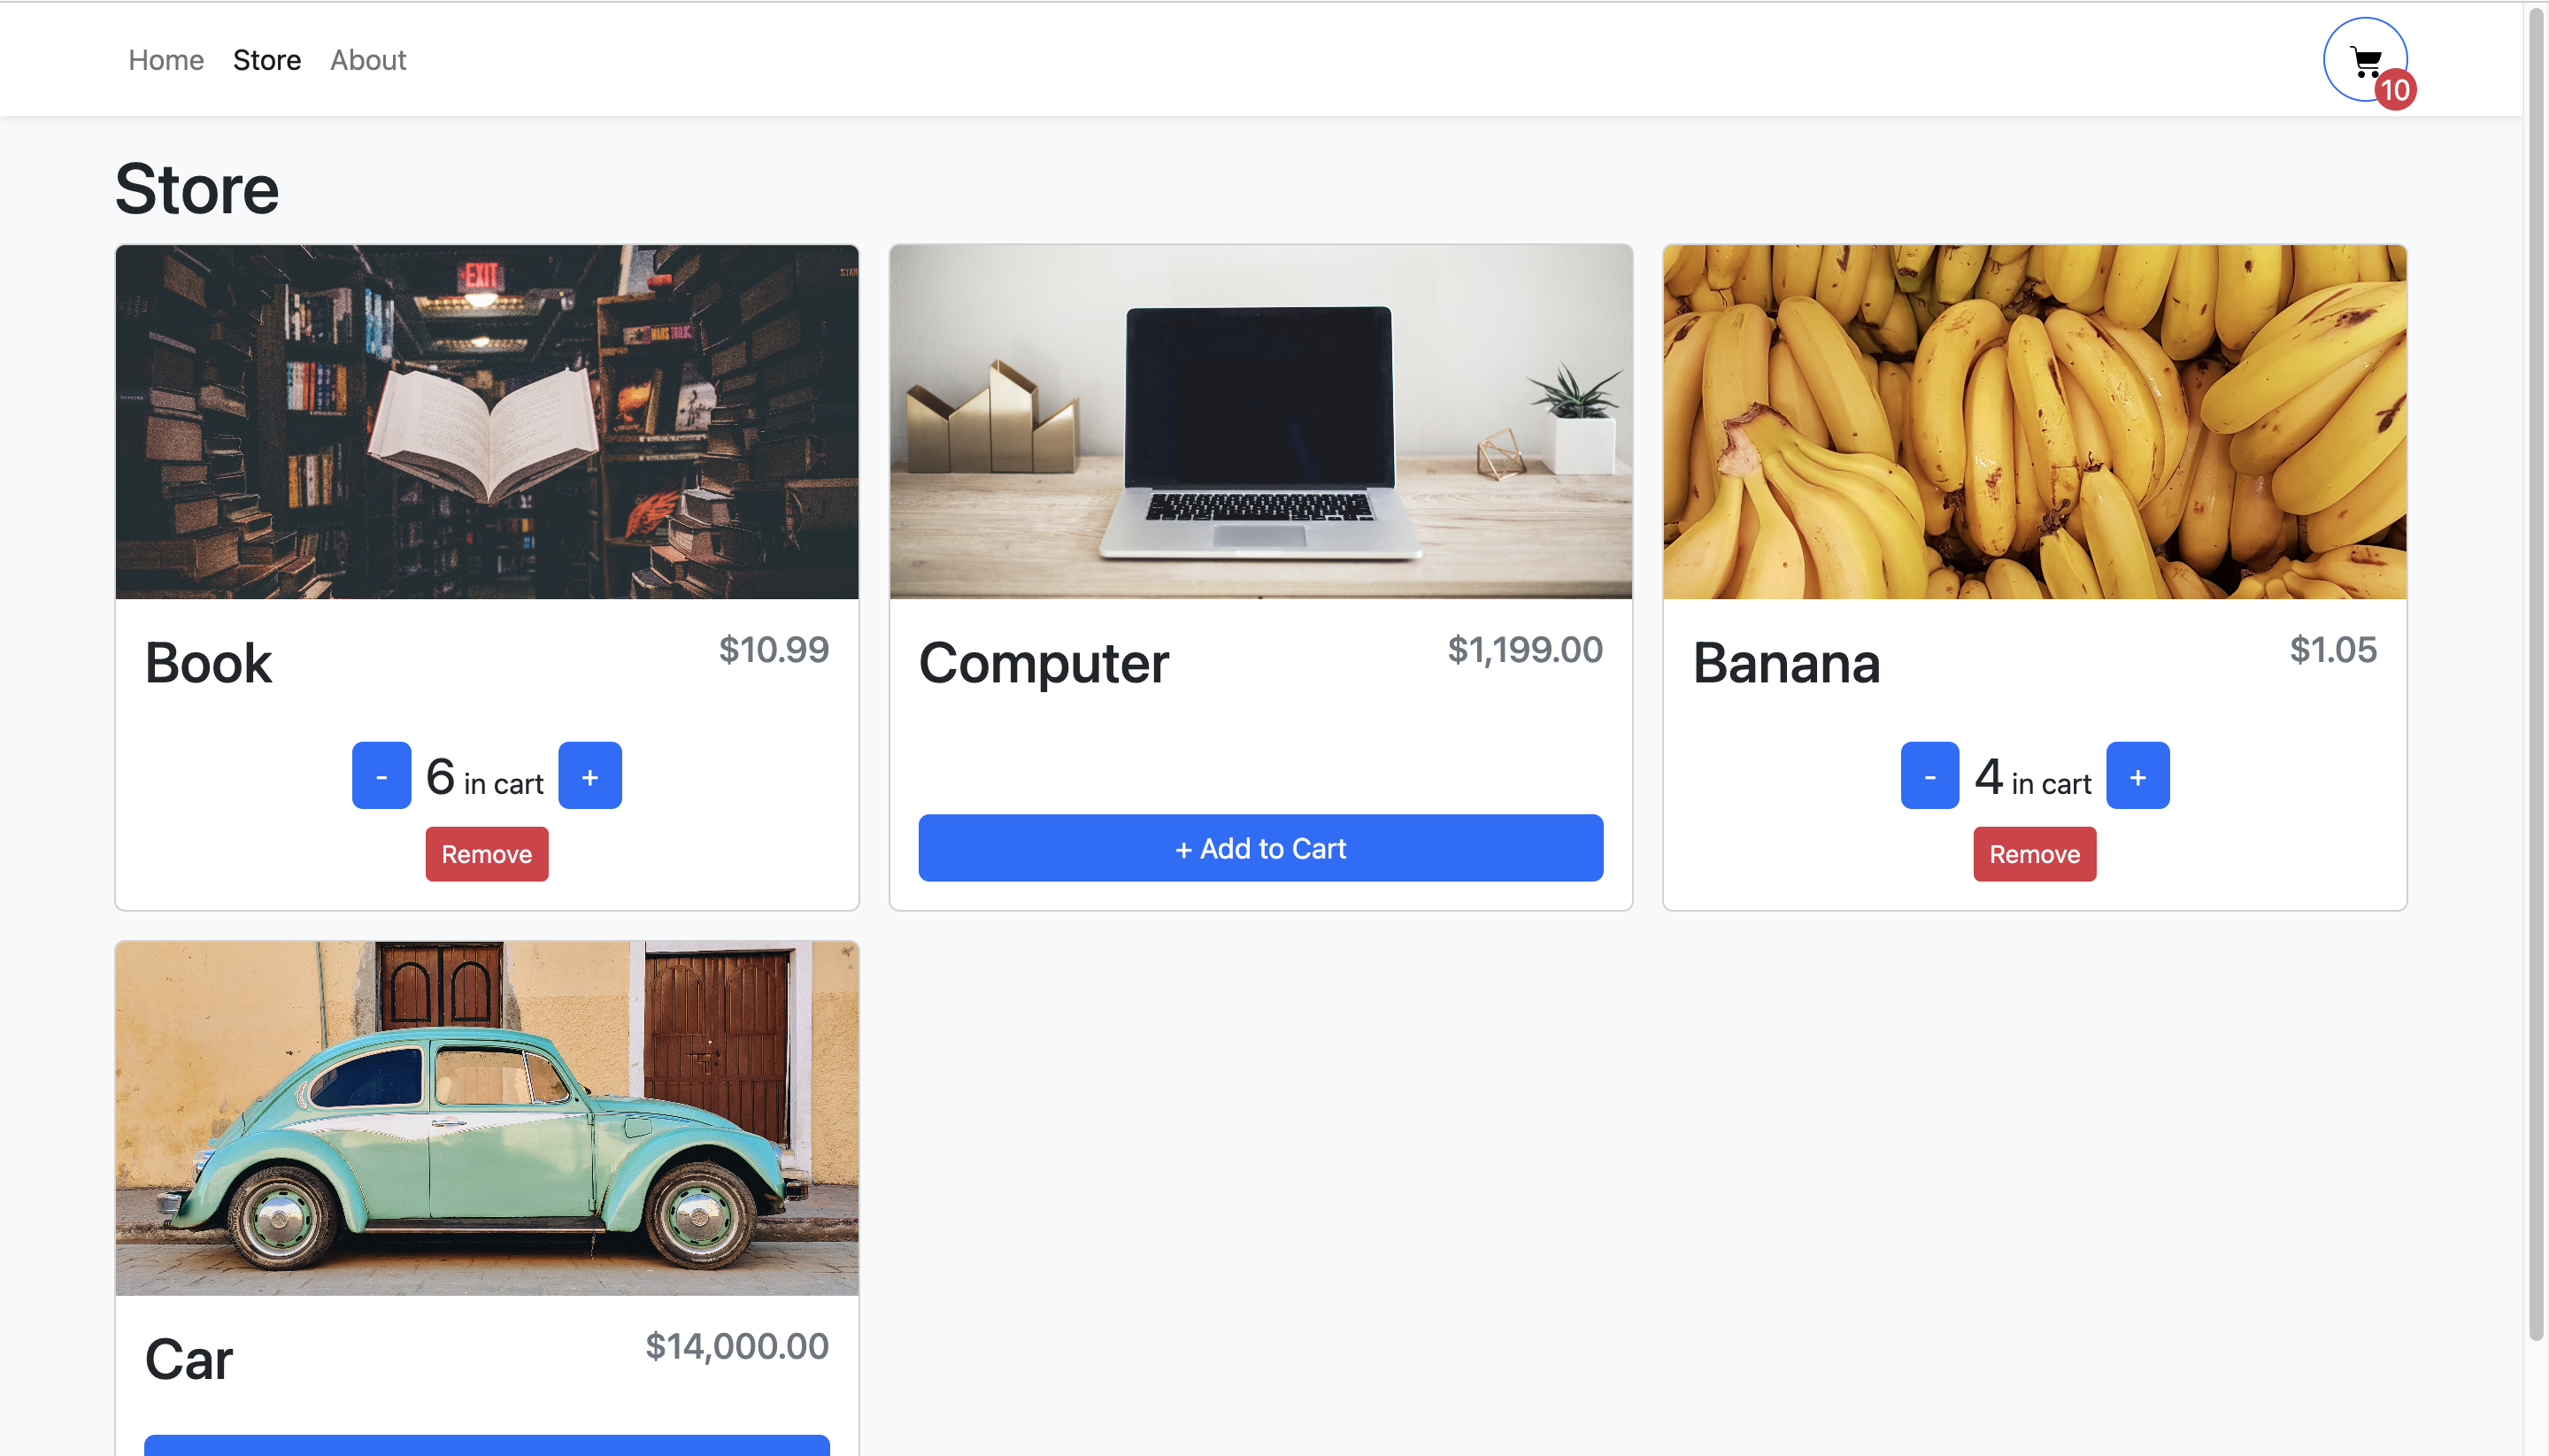 Home Store About
10
Store
EXIT
MARS
Book $10.99
- 6 in cart +
Remove
Computer $1,199.00
+ Add to Cart
Banana $1.05
- 4 in cart +
Remove
Car $14,000.00